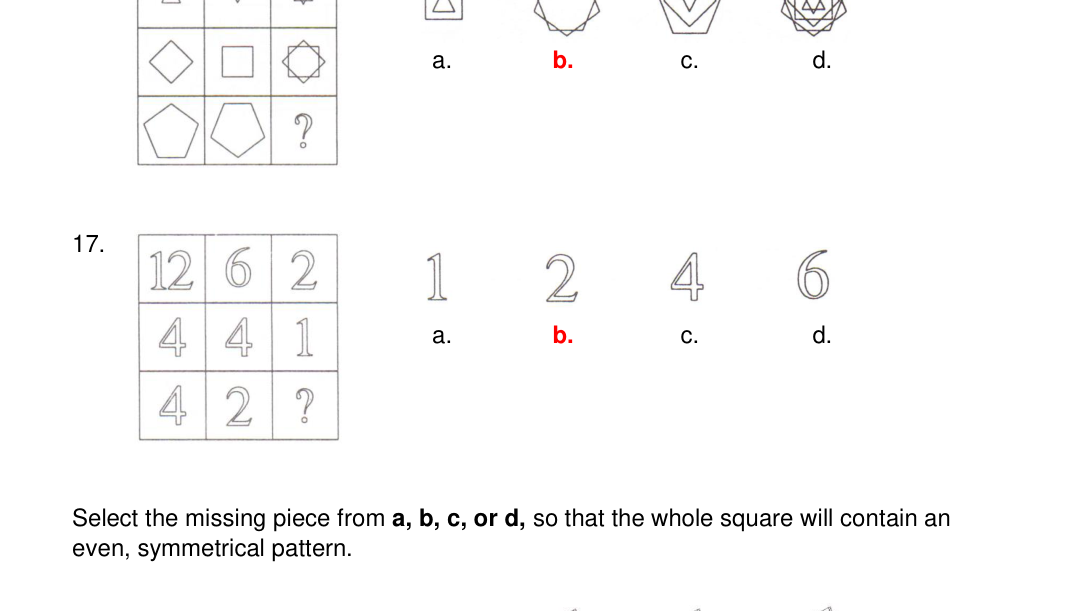 a. b. c. d.
?
17.
12 6 2 1 2 4 6
4 4 1 a. b. c. d.
4 2 ?
Select the missing piece from a, b, c, or d, so that the whole square will contain an
even, symmetrical pattern.